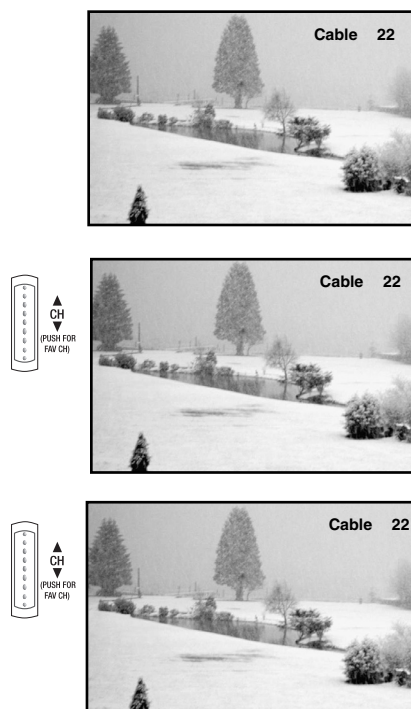 Cable 22
Cable 22
CH
(PUSH FOR
FAV CH)
Cable 22
CH
(PUSH FOR
FAV CH)